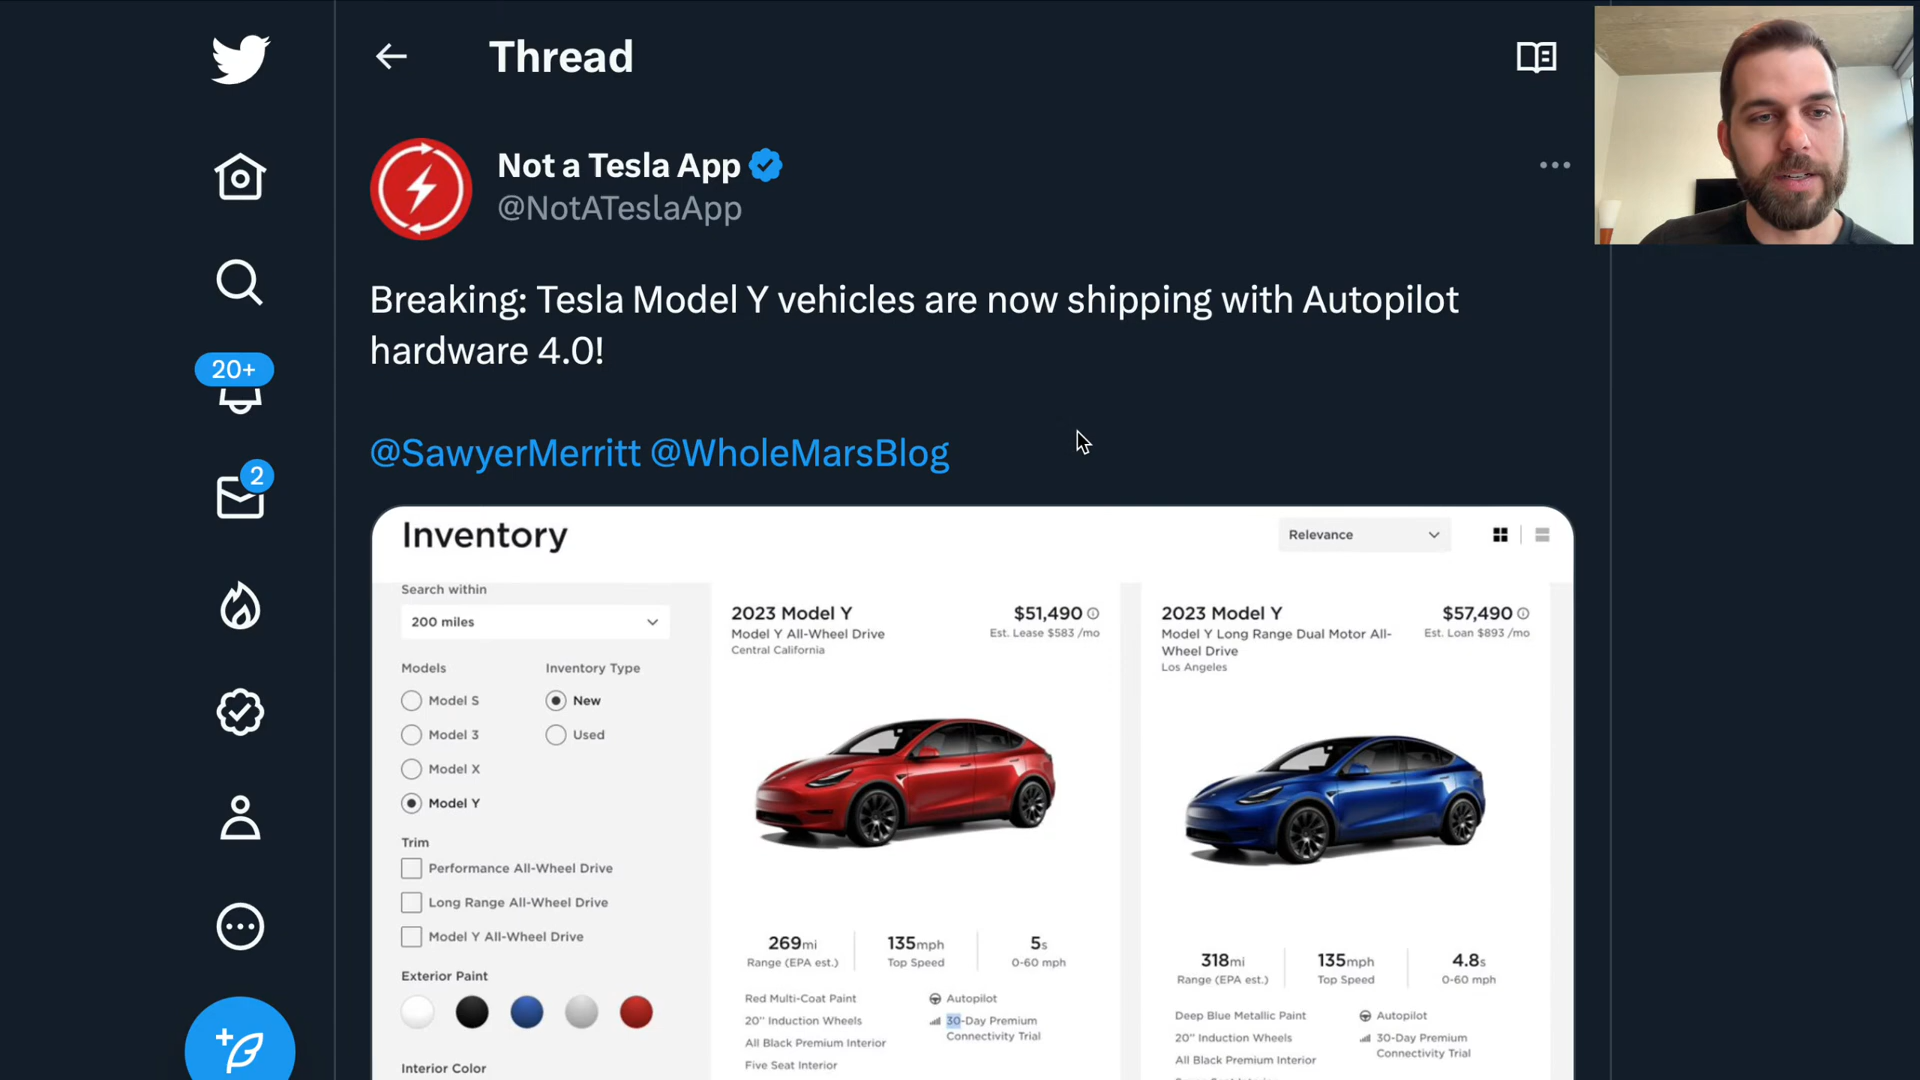 Thread
Not a Tesla App
@NotATeslaApp
Breaking: Tesla Model Y vehicles are now shipping with Autopilot
hardware 4.0!
20+
@SawyerMerritt @WholeMarsBlog
2
Inventory
Relevance
Search within
200 miles
Models
Inventory Type
Model S
New
Model 3
Used
Model X
Model Y
Trim
Performance All-Wheel Drive
Long Range All-Wheel Drive
Model Y All-Wheel Drive
Exterior Paint
Interior Color
2023 Model Y
$51,490
Model Y All-Wheel Drive
Est. Lease $583 /mo
Central California
269mi
Range (EPA est.)
135mph
Top Speed
5s
0-60 mph
Red Multi-Coat Paint
20" Induction Wheels
All Black Premium Interior
Five Seat Interior
Autopilot
30-Day Premium
Connectivity Trial
2023 Model Y
$57,490
Model Y Long Range Dual Motor All-
Wheel Drive
Est. Loan $893 /mo
Los Angeles
318mi
Range (EPA est.)
135mph
Top Speed
4.8s
0-60 mph
Deep Blue Metallic Paint
20" Induction Wheels
All Black Premium Interior
Autopilot
30-Day Premium
Connectivity Trial